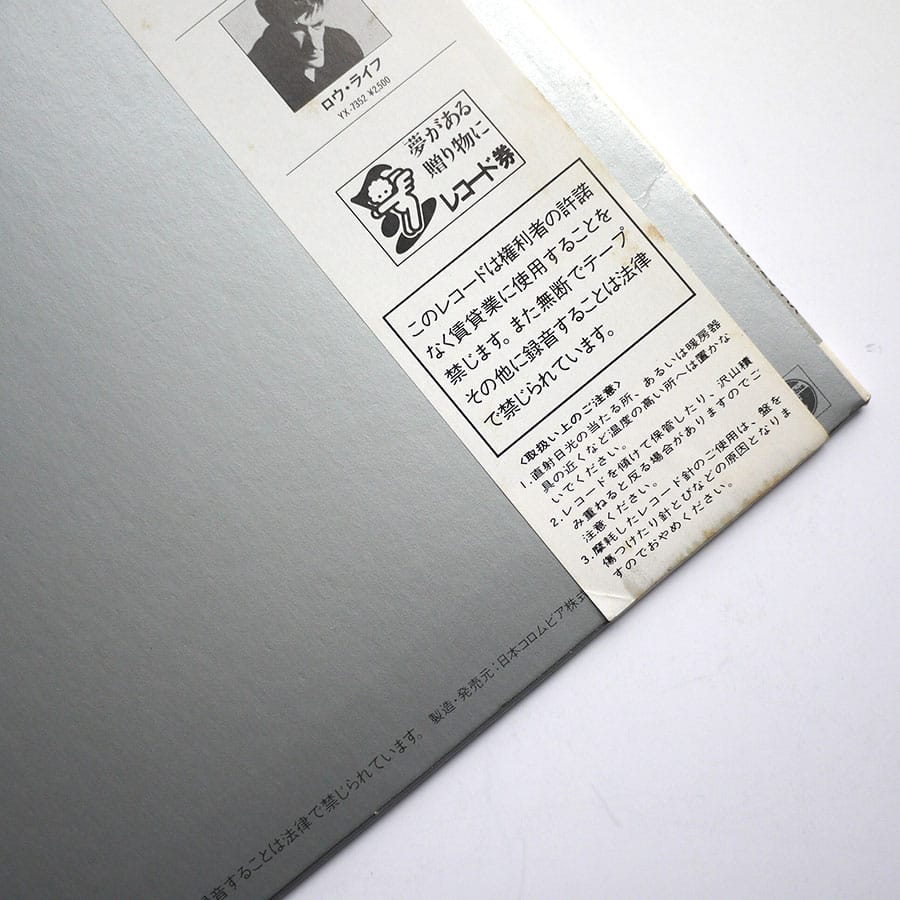 ロウ・ライフ
YX-7352 ¥2,500
夢がある
贈り物に
レコード券
このレコードは権利者の許諾
なく賃貸業に使用することを
禁じます。また無断でテープ
その他に録音することは法律
で禁じられています。
〈取扱い上のご注意〉
1.直射日光の当たる所、あるいは暖房器
具の近くなど温度の高い所へは置かな
いでください。
2.レコードを傾けて保管したり、沢山積
み重ねると反る場合がありますのでご
注意ください。
3.摩耗したレコード針のご使用は、盤を
傷つけたり針とびなどの原因となりま
すのでおやめください。
録音することは法律で禁じられています。 製造・発売元：日本コロムビア株式